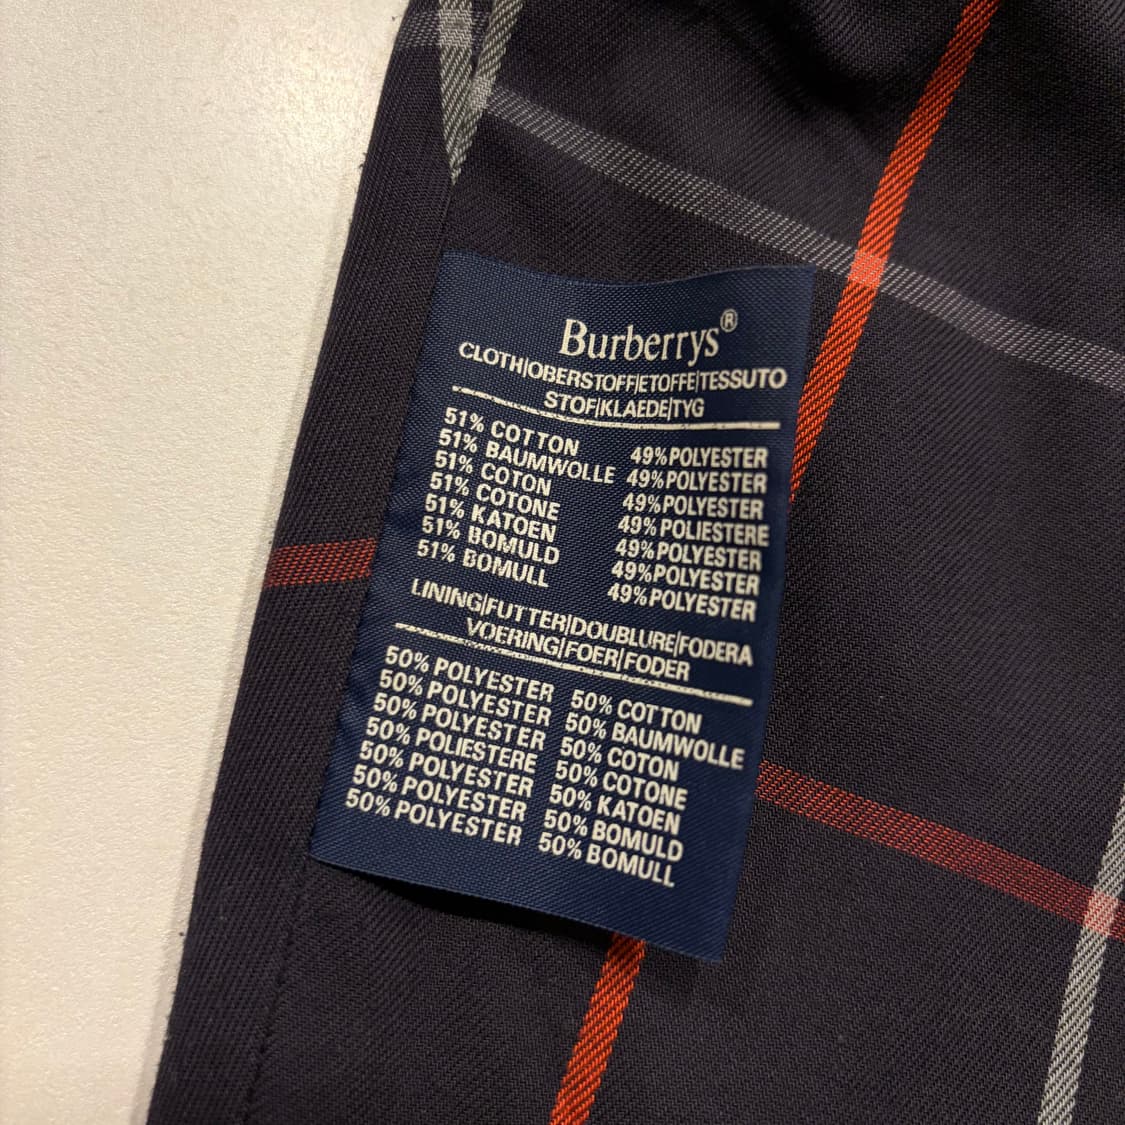 Burberrys®
CLOTH|OBERSTOFF|ETOFFE|TESSUTO
STOF|KLAEDE|TYG
51% COTTON 49%POLYESTER
51% BAUMWOLLE 49%POLYESTER
51% COTON 49%POLYESTER
51% COTONE 49%POLIESTERE
51% KATOEN 49%POLYESTER
51% BOMULD 49%POLYESTER
51% BOMULL 49%POLYESTER
LINING|FUTTER|DOUBLURE|FODERA
VOERING|FOER|FODER
50% POLYESTER 50% COTTON
50% POLYESTER 50% BAUMWOLLE
50% POLYESTER 50% COTON
50% POLIESTERE 50% COTONE
50% POLYESTER 50% KATOEN
50% POLYESTER 50% BOMULD
50% POLYESTER 50% BOMULL